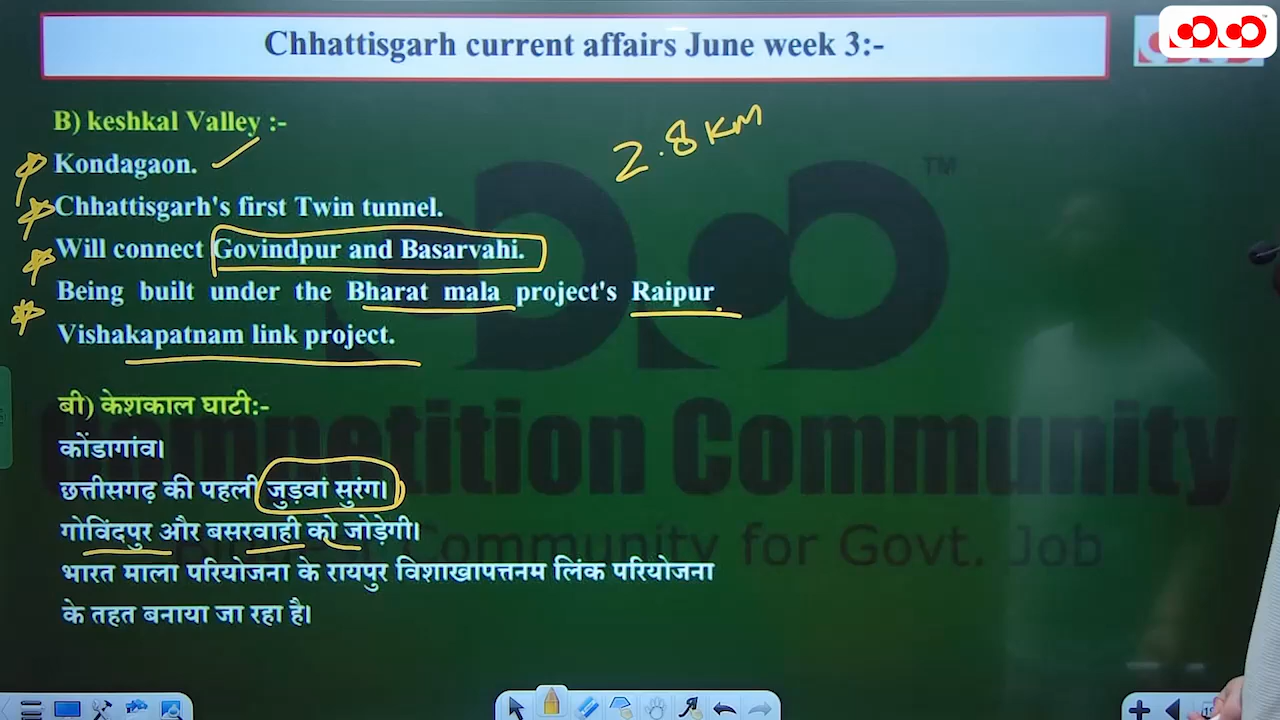 Chhattisgarh current affairs June week 3:-
B) keshkal Valley :-
2.8 KM
Kondagaon.
TM
Chhattisgarh's first Twin tunnel.
Will connect Govindpur and Basarvahi.
Being built under the Bharat mala project's Raipur
Vishakapatnam link project.
बी) केशकाल घाटी:-
Competition Community
कोंडागांव।
छत्तीसगढ़ की पहली जुड़वां सुरंग।
गोविंदपुर और बसरवाही को जोड़ेगी।
Community for Govt. Job
भारत माला परियोजना के रायपुर विशाखापत्तनम लिंक परियोजना
के तहत बनाया जा रहा है।